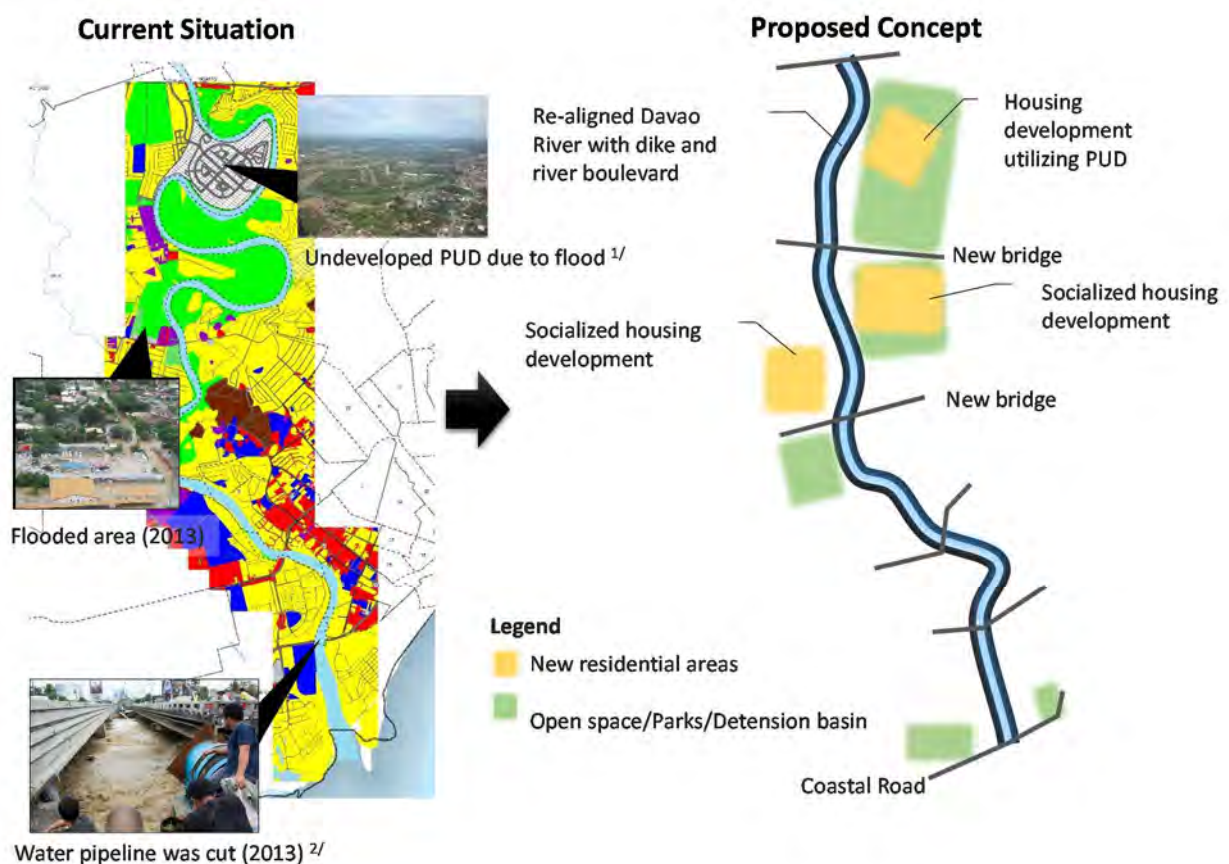 Current Situation
Undeveloped PUD due to flood 1/
Flooded area (2013)
Water pipeline was cut (2013) 2/
Proposed Concept
Re-aligned Davao
River with dike and
river boulevard
Housing
development
utilizing PUD
New bridge
Socialized housing
development
Socialized housing
development
New bridge
Legend
New residential areas
Open space/Parks/Detension basin
Coastal Road